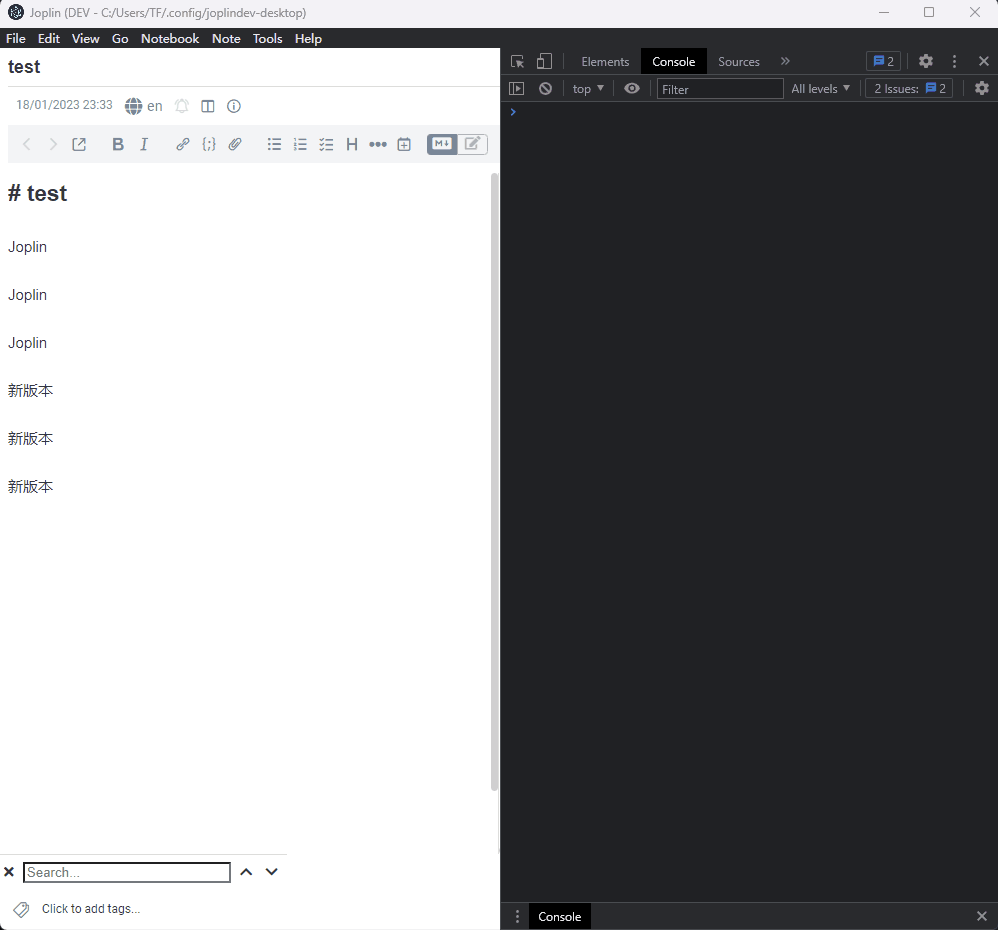 Joplin (DEV - C:/Users/TF/.config/joplindev-desktop)
File Edit View Go Notebook Note Tools Help
test
18/01/2023 23:33 en
# test
Joplin
Joplin
Joplin
新版本
新版本
新版本
Search...
Click to add tags...
Elements Console Sources » 2
top Filter All levels 2 Issues: 2
Console